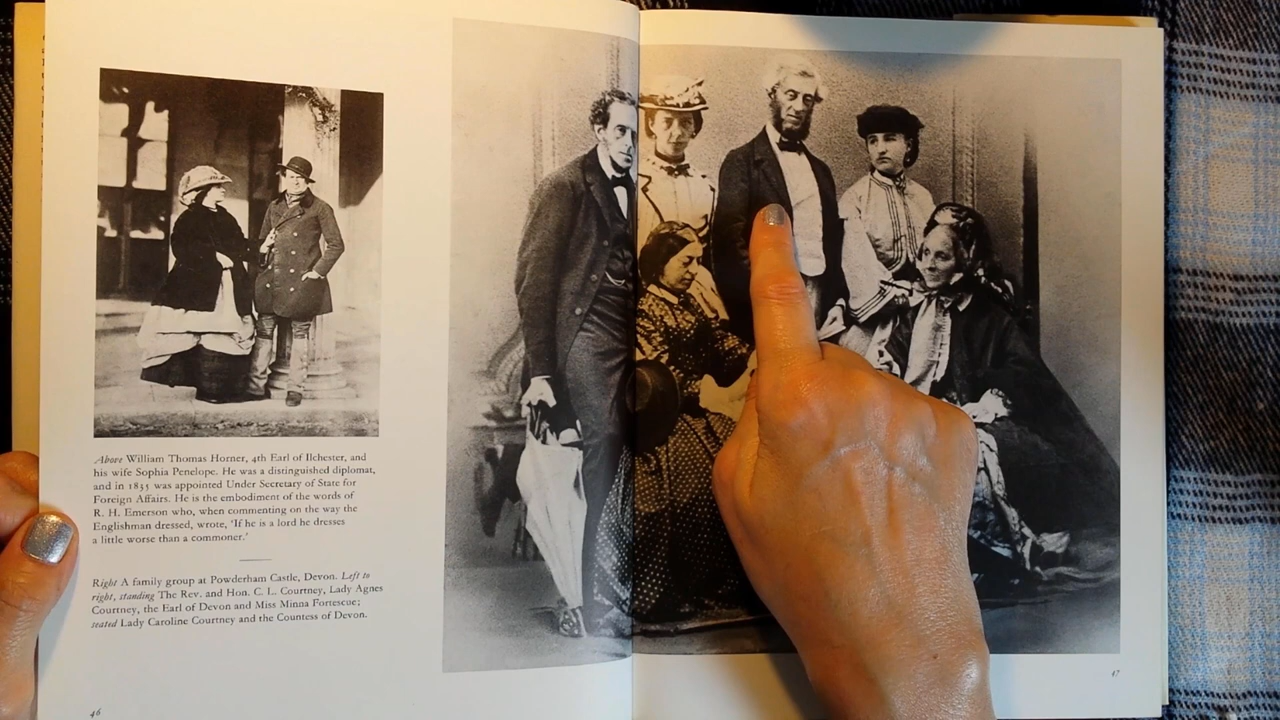 Above William Thomas Horner, 4th Earl of Ilchester, and
his wife Sophia Penelope. He was a distinguished diplomat,
and in 1835 was appointed Under Secretary of State for
Foreign Affairs. He is the embodiment of the words of
R. H. Emerson who, when commenting on the way the
Englishman dressed, wrote, 'If he is a lord he dresses
a little worse than a commoner.'
Right A family group at Powderham Castle, Devon. Left to
right, standing The Rev. and Hon. C. L. Courtney, Lady Agnes
Courtney, the Earl of Devon and Miss Minna Fortescue;
seated Lady Caroline Courtney and the Countess of Devon.
46
47